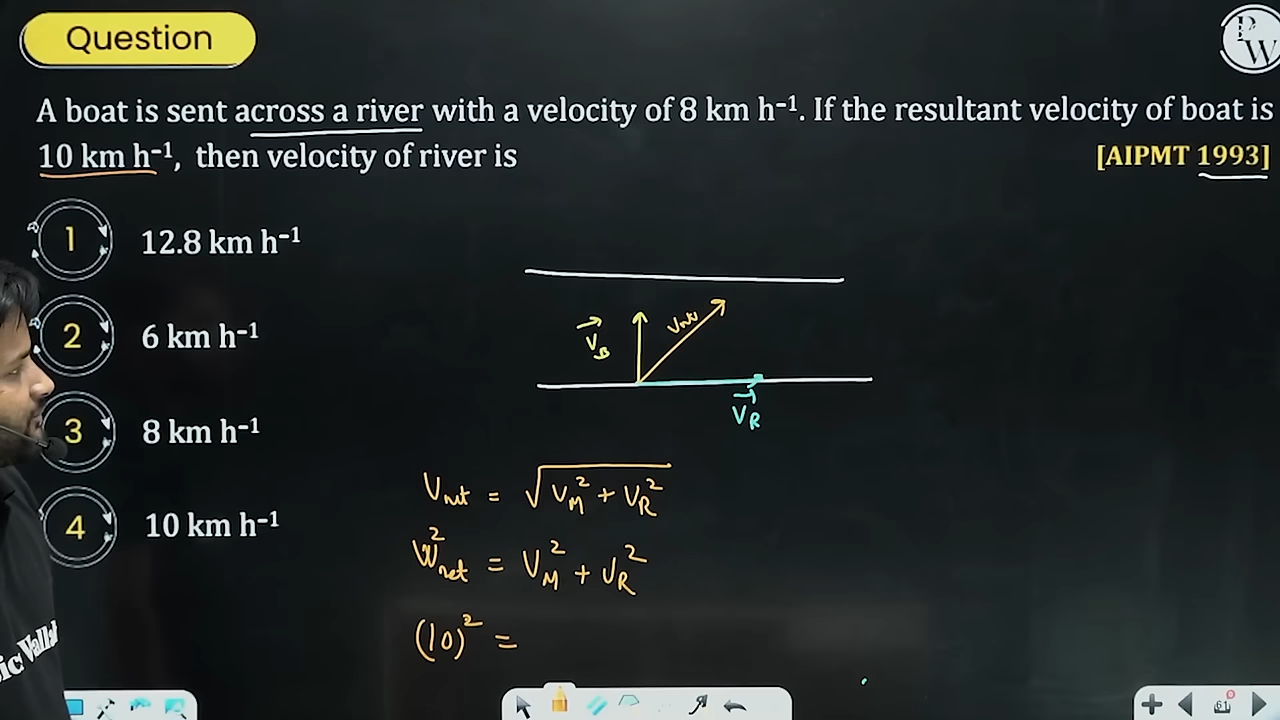 Question
PW
A boat is sent across a river with a velocity of 8 km h⁻¹. If the resultant velocity of boat is
10 km h⁻¹, then velocity of river is
[AIPMT 1993]
1 12.8 km h⁻¹
2 6 km h⁻¹
3 8 km h⁻¹
4 10 km h⁻¹
V_B
V_net
V_R
V_net = √(V_M² + V_R²)
V²_net = V_M² + V_R²
(10)² =
61